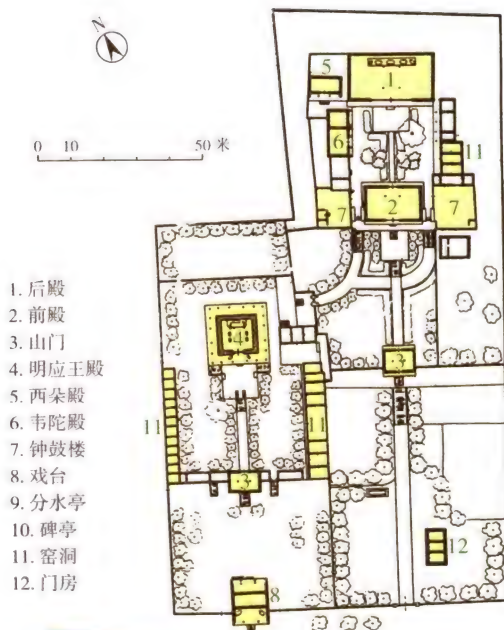 北
0 10 50 米
1. 后殿
2. 前殿
3. 山门
4. 明应王殿
5. 西朵殿
6. 韦陀殿
7. 钟鼓楼
8. 戏台
9. 分水亭
10. 碑亭
11. 窑洞
12. 门房
5
1
6
11
7
2
7
4
3
11
11
3
12
8